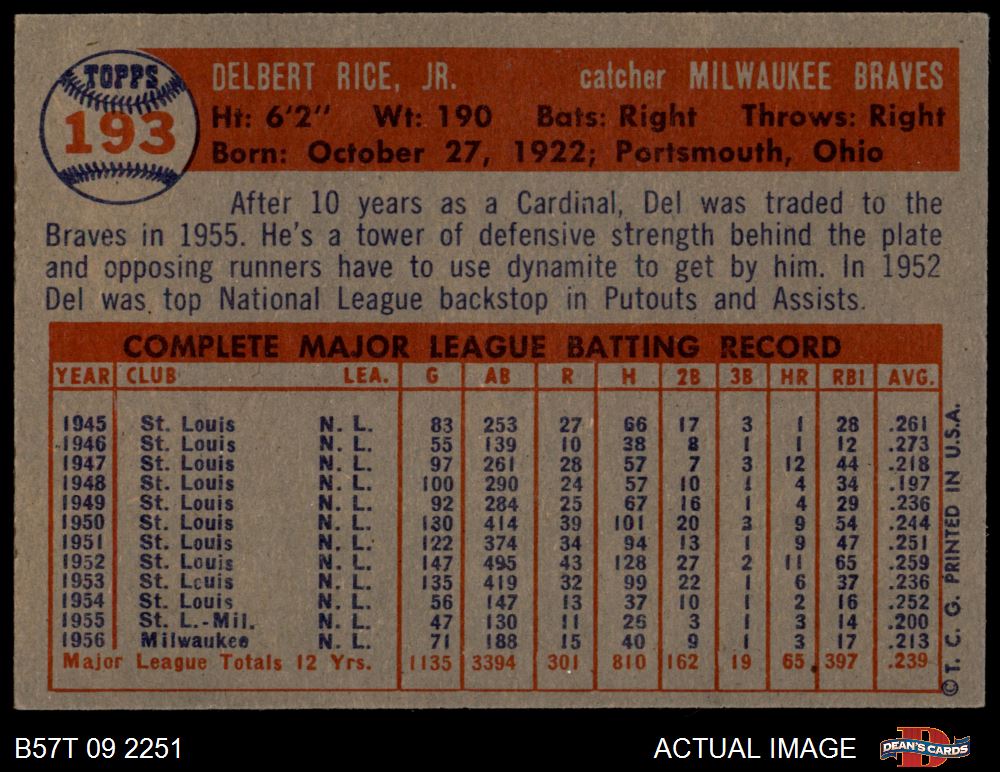 TOPPS
193
DELBERT RICE, JR. catcher MILWAUKEE BRAVES
Ht: 6'2" Wt: 190 Bats: Right Throws: Right
Born: October 27, 1922; Portsmouth, Ohio
After 10 years as a Cardinal, Del was traded to the
Braves in 1955. He's a tower of defensive strength behind the plate
and opposing runners have to use dynamite to get by him. In 1952
Del was top National League backstop in Putouts and Assists.
COMPLETE MAJOR LEAGUE BATTING RECORD
YEAR CLUB LEA. G AB R H 2B 3B HR RBI AVG.
1945 St. Louis N. L. 83 253 27 66 17 3 1 28 .261
1946 St. Louis N. L. 55 139 10 38 8 1 1 12 .273
1947 St. Louis N. L. 97 261 28 57 7 3 12 44 .218
1948 St. Louis N. L. 100 290 24 57 10 1 4 34 .197
1949 St. Louis N. L. 92 284 25 67 16 1 4 29 .236
1950 St. Louis N. L. 130 414 39 101 20 3 9 54 .244
1951 St. Louis N. L. 122 374 34 94 13 1 9 47 .251
1952 St. Louis N. L. 147 495 43 128 27 2 11 65 .259
1953 St. Louis N. L. 135 419 32 99 22 1 6 37 .236
1954 St. Louis N. L. 56 147 13 37 10 1 2 16 .252
1955 St. L.-Mil. N. L. 47 130 11 26 3 1 3 14 .200
1956 Milwaukee N. L. 71 188 15 40 9 1 3 17 .213
Major League Totals 12 Yrs. 1135 3394 301 810 162 19 65 397 .239
© T. C. G. PRINTED IN U.S.A.
B57T 09 2251 ACTUAL IMAGE DEAN'S CARDS